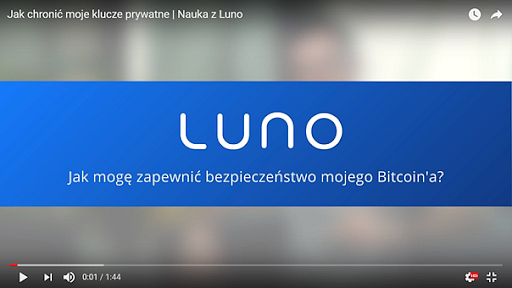 Jak chronić moje klucze prywatne | Nauka z Luno
LUNO
Jak mogę zapewnić bezpieczeństwo mojego Bitcoin'a?
0:01 / 1:44